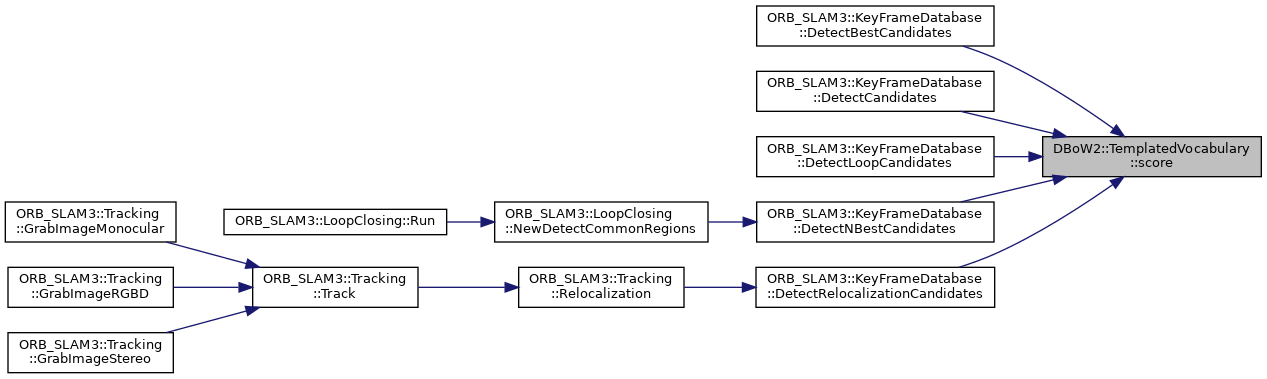 ORB_SLAM3::KeyFrameDatabase
::DetectBestCandidates
ORB_SLAM3::KeyFrameDatabase
::DetectCandidates
DBoW2::TemplatedVocabulary
::score
ORB_SLAM3::KeyFrameDatabase
::DetectLoopCandidates
ORB_SLAM3::Tracking
::GrabImageMonocular
ORB_SLAM3::LoopClosing::Run
ORB_SLAM3::LoopClosing
::NewDetectCommonRegions
ORB_SLAM3::KeyFrameDatabase
::DetectNBestCandidates
ORB_SLAM3::Tracking
::GrabImageRGBD
ORB_SLAM3::Tracking
::Track
ORB_SLAM3::Tracking
::Relocalization
ORB_SLAM3::KeyFrameDatabase
::DetectRelocalizationCandidates
ORB_SLAM3::Tracking
::GrabImageStereo